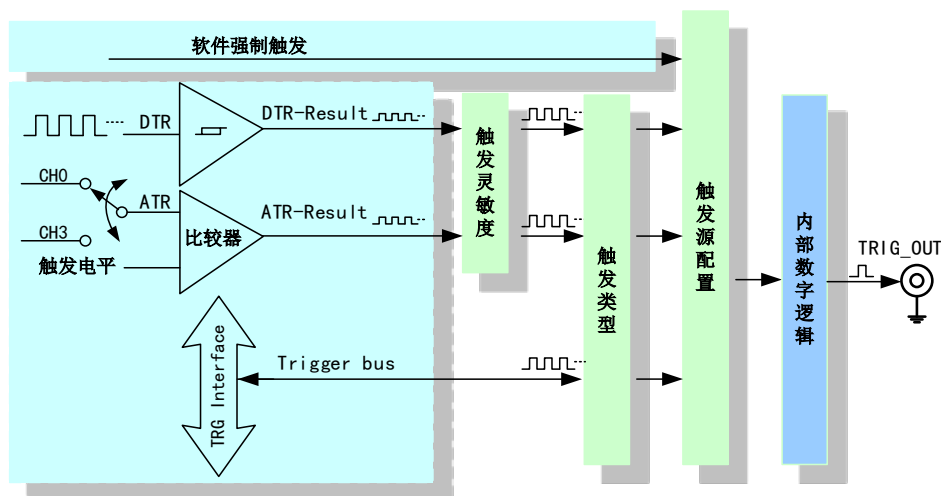 软件强制触发
DTR
DTR-Result
CH0
ATR
ATR-Result
CH3
比较器
触发电平
触发灵敏度
触发类型
触发源配置
内部数字逻辑
TRIG_OUT
TRG Interface
Trigger bus